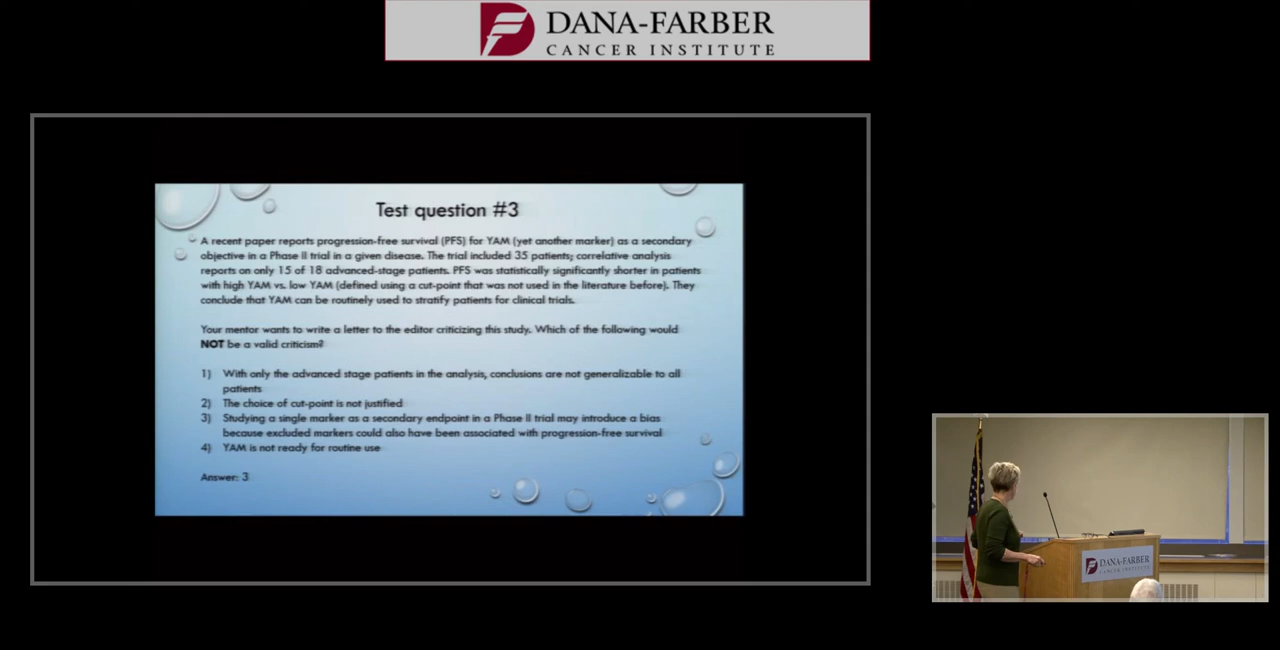 DANA-FARBER
CANCER INSTITUTE
Test question #3
A recent paper reports progression-free survival (PFS) for YAM (yet another marker) as a secondary
objective in a Phase II trial in a given disease. The trial included 35 patients; correlative analysis
reports on only 15 of 18 advanced-stage patients. PFS was statistically significantly shorter in patients
with high YAM vs. low YAM (defined using a cut-point that was not used in the literature before). They
conclude that YAM can be routinely used to stratify patients for clinical trials.
Your mentor wants to write a letter to the editor criticizing this study. Which of the following would
NOT be a valid criticism?
1) With only the advanced stage patients in the analysis, conclusions are not generalizable to all
patients
2) The choice of cut-point is not justified
3) Studying a single marker as a secondary endpoint in a Phase II trial may introduce a bias
because excluded markers could also have been associated with progression-free survival
4) YAM is not ready for routine use
Answer: 3
DANA-FARBER
CANCER INSTITUTE